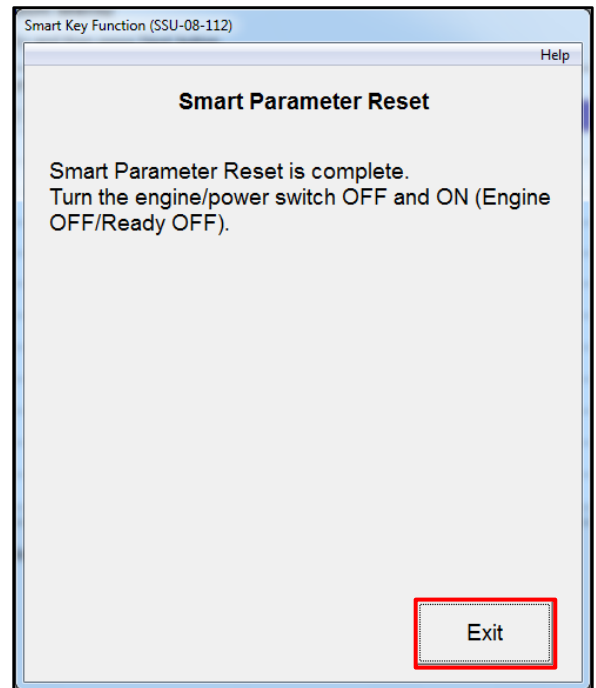 Smart Key Function (SSU-08-112)
Help
Smart Parameter Reset
Smart Parameter Reset is complete.
Turn the engine/power switch OFF and ON (Engine
OFF/Ready OFF).
Exit